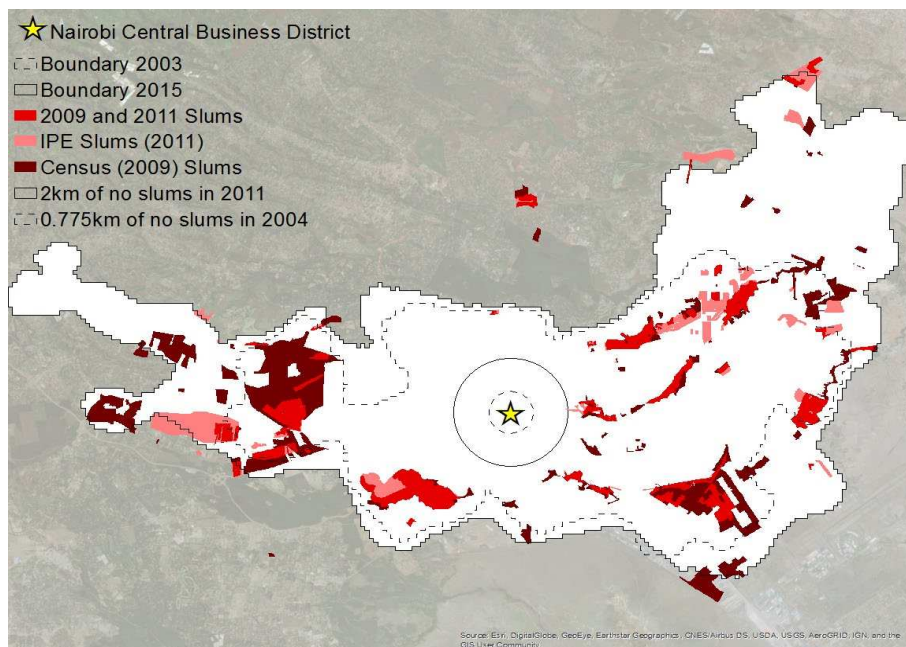 Nairobi Central Business District
Boundary 2003
Boundary 2015
2009 and 2011 Slums
IPE Slums (2011)
Census (2009) Slums
2km of no slums in 2011
0.775km of no slums in 2004
Source: Esri, DigitalGlobe, GeoEye, Earthstar Geographics, CNES/Airbus DS, USDA, USGS, AeroGRID, IGN, and the
GIS User Community